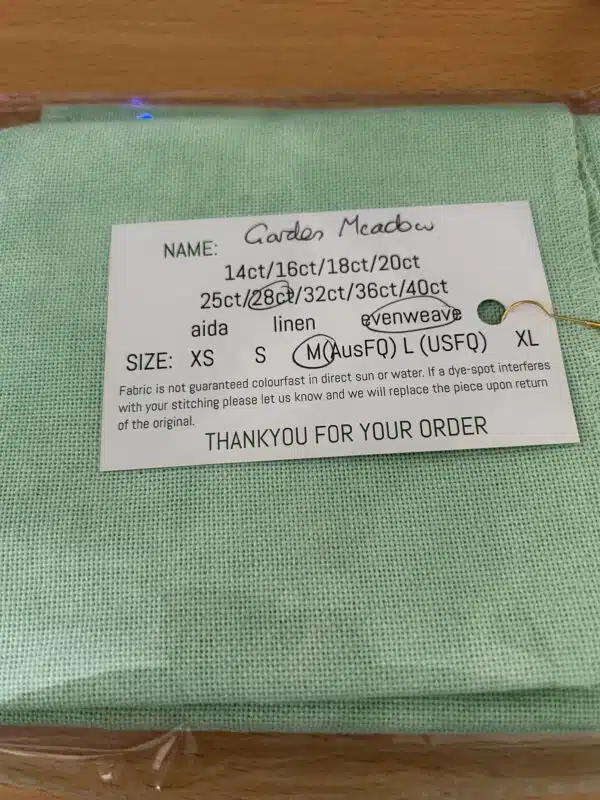 NAME: Garden Meadow
14ct/16ct/18ct/20ct
25ct/28ct/32ct/36ct/40ct
aida linen evenweave
SIZE: XS S M(AusFQ) L (USFQ) XL
Fabric is not guaranteed colourfast in direct sun or water. If a dye-spot interferes
with your stitching please let us know and we will replace the piece upon return
of the original.
THANKYOU FOR YOUR ORDER